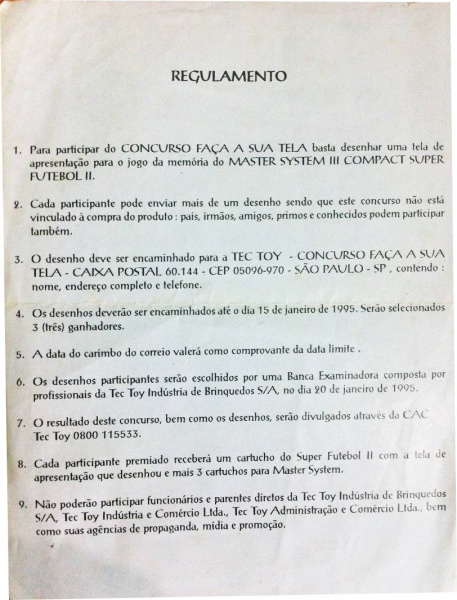 REGULAMENTO
1. Para participar do CONCURSO FAÇA A SUA TELA basta desenhar uma tela de
apresentação para o jogo da memória do MASTER SYSTEM III COMPACT SUPER
FUTEBOL II.
2. Cada participante pode enviar mais de um desenho sendo que este concurso não está
vinculado à compra do produto : pais, irmãos, amigos, primos e conhecidos podem participar
também.
3. O desenho deve ser encaminhado para a TEC TOY - CONCURSO FAÇA A SUA
TELA - CAIXA POSTAL 60.144 - CEP 05096-970 - SÃO PAULO - SP , contendo :
nome, endereço completo e telefone.
4. Os desenhos deverão ser encaminhados até o dia 15 de janeiro de 1995. Serão selecionados
3 (três) ganhadores.
5. A data do carimbo do correio valerá como comprovante da data limite .
6. Os desenhos participantes serão escolhidos por uma Banca Examinadora composta por
profissionais da Tec Toy Indústria de Brinquedos S/A, no dia 20 de janeiro de 1995.
7. O resultado deste concurso, bem como os desenhos, serão divulgados através da CAC
Tec Toy 0800 115533.
8. Cada participante premiado receberá um cartucho do Super Futebol II com a tela de
apresentação que desenhou e mais 3 cartuchos para Master System.
9. Não poderão participar funcionários e parentes diretos da Tec Toy Indústria de Brinquedos
S/A, Tec Toy Indústria e Comércio Ltda., Tec Toy Administração e Comércio Ltda., bem
como suas agências de propaganda, mídia e promoção.